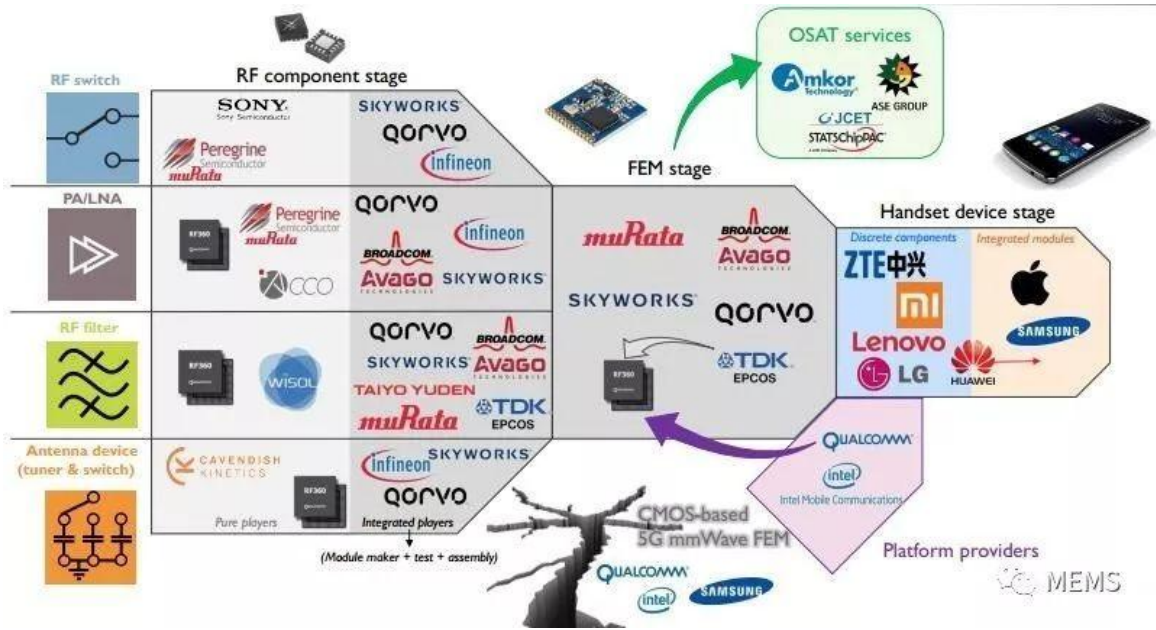 OSAT services
Amkor
Technology®
ASE GROUP
JCET
STATSChipPAC
RF component stage
FEM stage
Handset device stage
RF switch
SONY
Sony Semiconductor
Peregrine
Semiconductor
muRata
SKYWORKS
QORVO
infineon
PA/LNA
RF360
Peregrine
Semiconductor
muRata
ACCO
QORVO
infineon
BROADCOM
AVAGO
TECHNOLOGIES
SKYWORKS
RF filter
RF360
WISOL
QORVO
SKYWORKS
BROADCOM
AVAGO
TECHNOLOGIES
TAIYO YUDEN
muRata
TDK
EPCOS
Antenna device
(tuner & switch)
CAVENDISH
KINETICS
RF360
infineon
SKYWORKS
QORVO
Pure players
Integrated players
(Module maker + test + assembly)
muRata
BROADCOM
AVAGO
TECHNOLOGIES
SKYWORKS
QORVO
TDK
EPCOS
RF360
Discrete components
Integrated modules
ZTE中兴
mi
Lenovo
LG
HUAWEI
SAMSUNG
QUALCOMM
intel
Intel Mobile Communications
Platform providers
CMOS-based
5G mmWave FEM
QUALCOMM
intel
SAMSUNG
MEMS